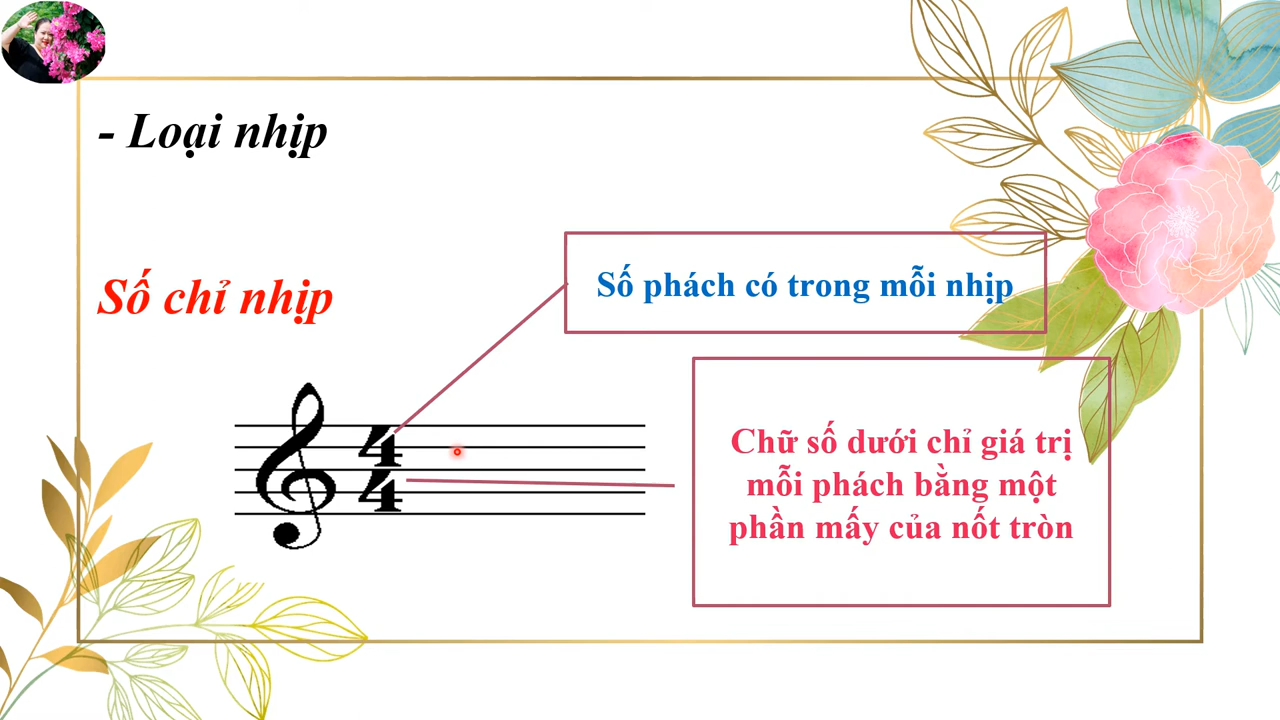 - Loại nhịp
Số chỉ nhịp
Số phách có trong mỗi nhịp
4
4
Chữ số dưới chỉ giá trị
mỗi phách bằng một
phần mấy của nốt tròn